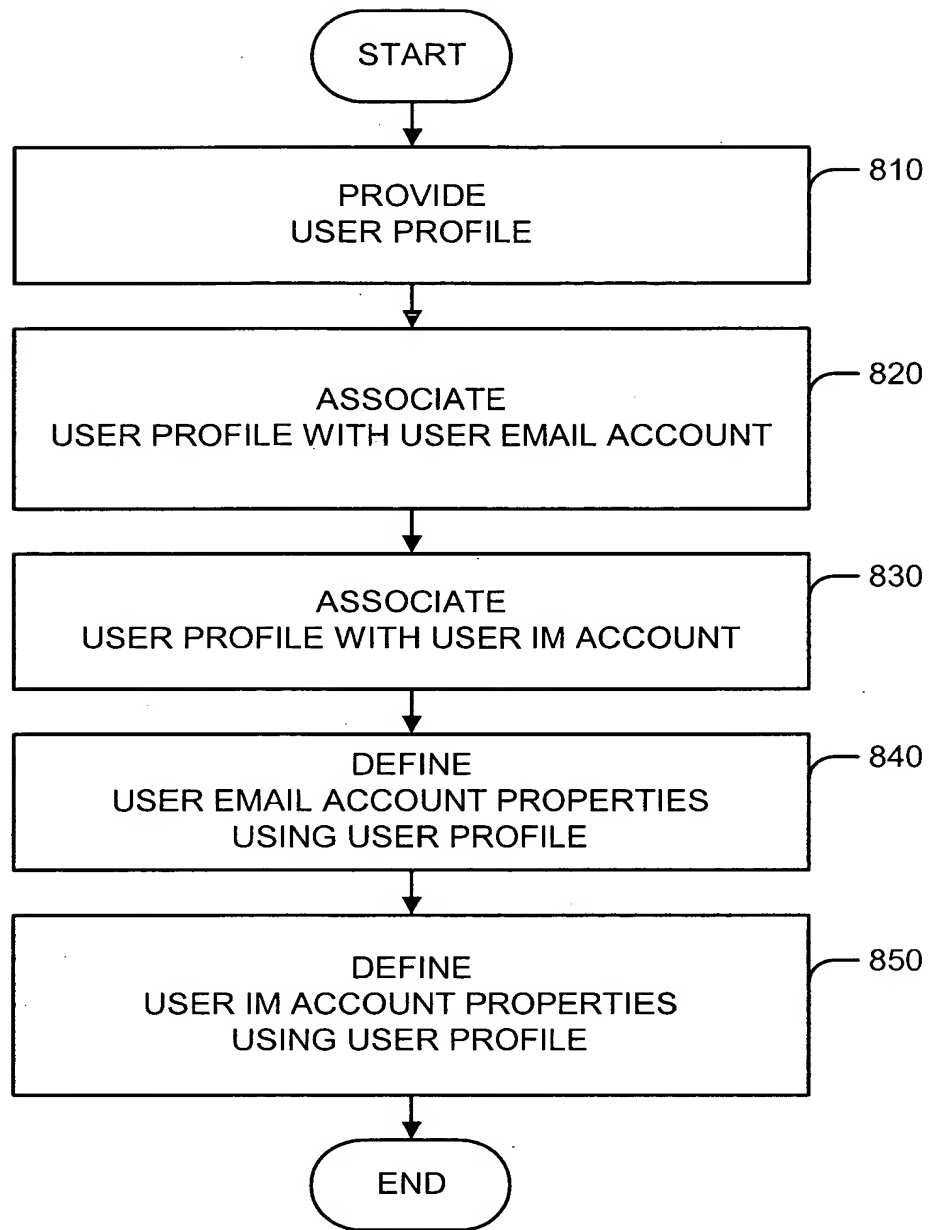 START
PROVIDE
USER PROFILE
810
ASSOCIATE
USER PROFILE WITH USER EMAIL ACCOUNT
820
ASSOCIATE
USER PROFILE WITH USER IM ACCOUNT
830
DEFINE
USER EMAIL ACCOUNT PROPERTIES
USING USER PROFILE
840
DEFINE
USER IM ACCOUNT PROPERTIES
USING USER PROFILE
850
END